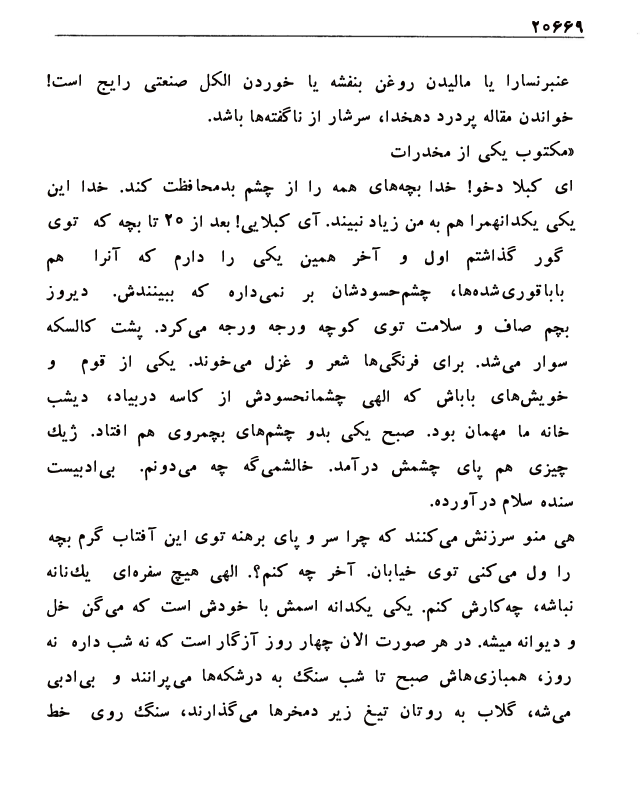 ۲۰۶۶۹
عنبرنسارا یا مالیدن روغن بنفشه یا خوردن الکل صنعتی رایج است!
خواندن مقاله پردرد دهخدا، سرشار از ناگفته‌ها باشد.
«مکتوب یکی از مخدرات
ای کبلا دخو! خدا بچه‌های همه را از چشم بدمحافظت کند. خدا این
یکی یکدانهمرا هم به من زیاد نبیند. آی کبلایی! بعد از ۲۰ تا بچه که توی
گور گذاشتم اول و آخر همین یکی را دارم که آنرا هم
باباقوری‌شده‌ها، چشم‌حسودشان بر نمی‌داره که ببینندش. دیروز
بچم صاف و سلامت توی کوچه ورجه ورجه می‌کرد. پشت کالسکه
سوار می‌شد. برای فرنگی‌ها شعر و غزل می‌خوند. یکی از قوم و
خویش‌های باباش که الهی چشمانحسودش از کاسه دربیاد، دیشب
خانه ما مهمان بود. صبح یکی بدو چشم‌های بچمروی هم افتاد. ژیك
چیزی هم پای چشمش درآمد. خالشمی‌گه چه می‌دونم. بی‌ادبیست
سنده سلام درآورده.
هی منو سرزنش می‌کنند که چرا سر و پای برهنه توی این آفتاب گرم بچه
را ول می‌کنی توی خیابان. آخر چه کنم؟. الهی هیچ سفره‌ای یك‌نانه
نباشه، چه‌کارش کنم. یکی یکدانه اسمش با خودش است که می‌گن خل
و دیوانه میشه. در هر صورت الان چهار روز آزگار است که نه شب داره نه
روز، همبازی‌هاش صبح تا شب سنگ به درشکه‌ها می‌پرانند و بی‌ادبی
می‌شه، گلاب به روتان تیغ زیر دمخرها می‌گذارند، سنگ روی خط